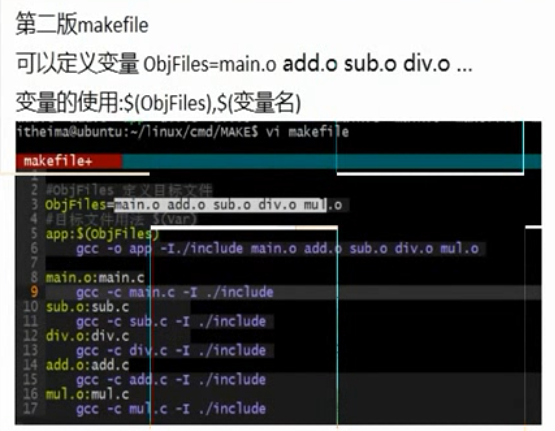 第二版makefile
可以定义变量 ObjFiles=main.o add.o sub.o div.o ...
变量的使用:$(ObjFiles),$(变量名)
itheima@ubuntu:~/linux/cmd/MAKE$ vi makefile
makefile+
1
2 #ObjFiles 定义目标文件
3 ObjFiles=main.o add.o sub.o div.o mul.o
4 #目标文件用法 $(Var)
5 app:$(ObjFiles)
6 gcc -o app -I./include main.o add.o sub.o div.o mul.o
7
8 main.o:main.c
9 gcc -c main.c -I ./include
10 sub.o:sub.c
11 gcc -c sub.c -I ./include
12 div.o:div.c
13 gcc -c div.c -I ./include
14 add.o:add.c
15 gcc -c add.c -I ./include
16 mul.o:mul.c
17 gcc -c mul.c -I ./include